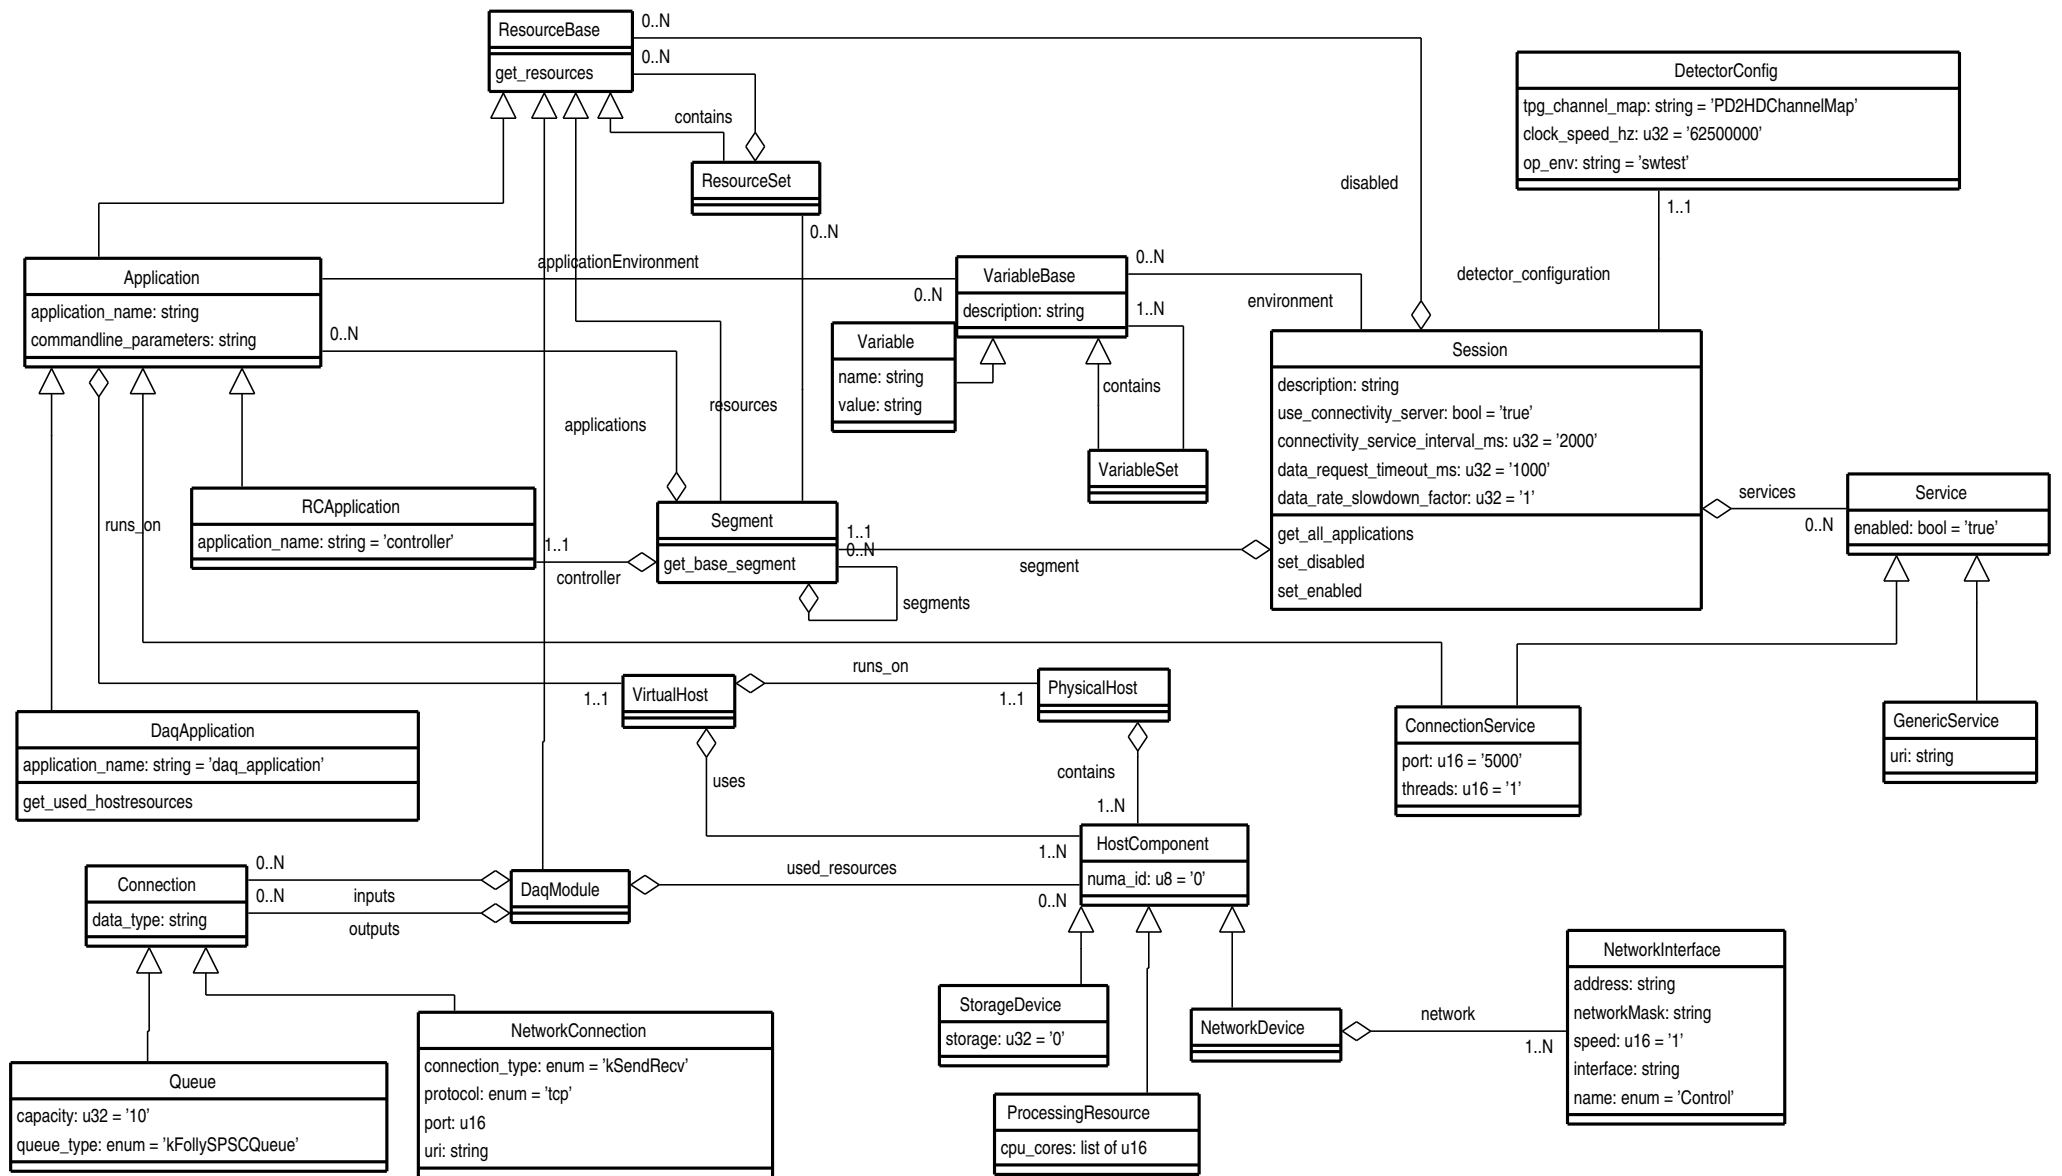 ResourceBase
get_resources
0..N
0..N
contains
ResourceSet
0..N
disabled
DetectorConfig
tpg_channel_map: string = ’PD2HDChannelMap’
clock_speed_hz: u32 = ’62500000’
op_env: string = ’swtest’
1..1
detector_configuration
Application
application_name: string
commandline_parameters: string
applicationEnvironment
0..N
0..N
VariableBase
description: string
0..N
1..N
environment
Variable
name: string
value: string
contains
VariableSet
applications
resources
Session
description: string
use_connectivity_server: bool = ’true’
connectivity_service_interval_ms: u32 = ’2000’
data_request_timeout_ms: u32 = ’1000’
data_rate_slowdown_factor: u32 = ’1’
get_all_applications
set_disabled
set_enabled
services
0..N
Service
enabled: bool = ’true’
runs_on
RCApplication
application_name: string = ’controller’
1..1
controller
Segment
get_base_segment
1..1
0..N
segment
segments
runs_on
1..1
VirtualHost
1..1
PhysicalHost
uses
contains
1..N
ConnectionService
port: u16 = ’5000’
threads: u16 = ’1’
GenericService
uri: string
DaqApplication
application_name: string = ’daq_application’
get_used_hostresources
1..N
HostComponent
numa_id: u8 = ’0’
Connection
data_type: string
0..N
0..N
inputs
outputs
DaqModule
used_resources
0..N
StorageDevice
storage: u32 = ’0’
NetworkDevice
network
1..N
NetworkInterface
address: string
networkMask: string
speed: u16 = ’1’
interface: string
name: enum = ’Control’
Queue
capacity: u32 = ’10’
queue_type: enum = ’kFollySPSCQueue’
NetworkConnection
connection_type: enum = ’kSendRecv’
protocol: enum = ’tcp’
port: u16
uri: string
ProcessingResource
cpu_cores: list of u16